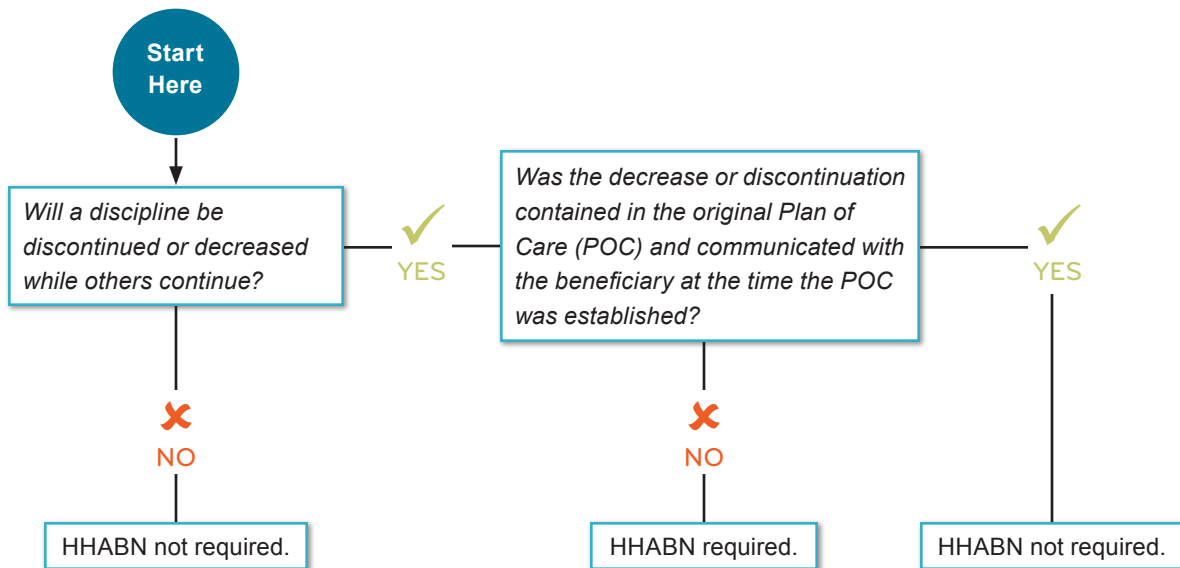 Start
Here
Will a discipline be
discontinued or decreased
while others continue?
YES
Was the decrease or discontinuation
contained in the original Plan of
Care (POC) and communicated with
the beneficiary at the time the POC
was established?
YES
NO
NO
HHABN not required.
HHABN required.
HHABN not required.